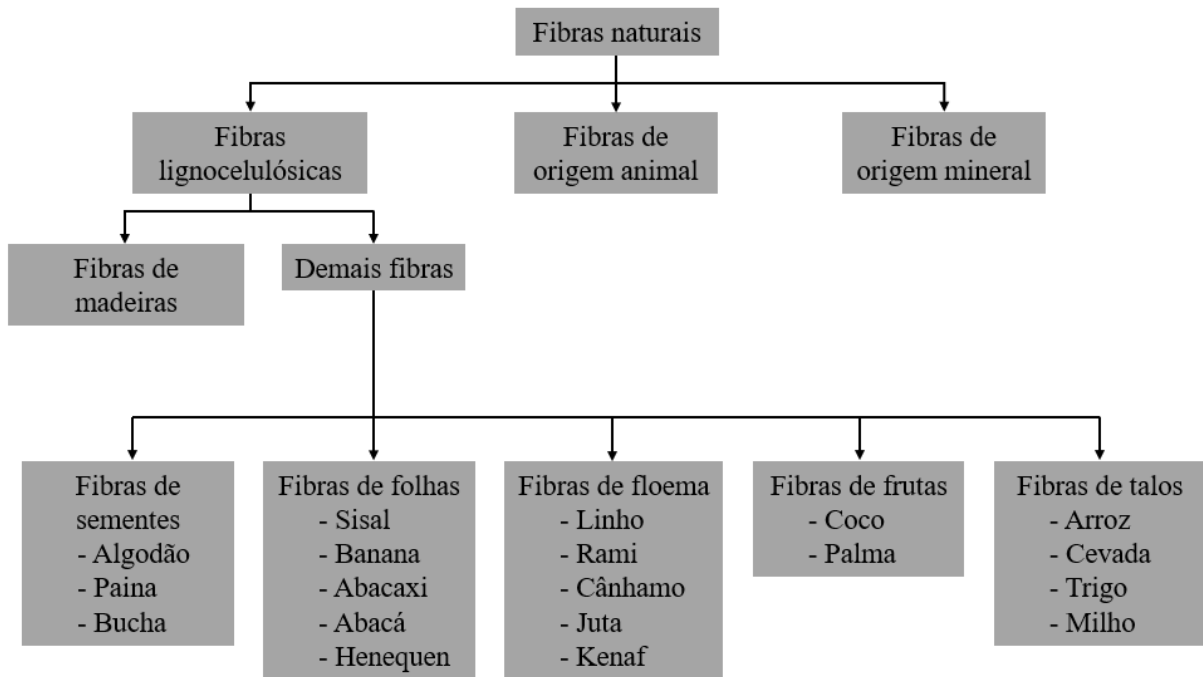 Fibras naturais
Fibras
lignocelulósicas
Fibras de
origem animal
Fibras de
origem mineral
Fibras de
madeiras
Demais fibras
Fibras de
sementes
- Algodão
- Paina
- Bucha
Fibras de folhas
- Sisal
- Banana
- Abacaxi
- Abacá
- Henequen
Fibras de floema
- Linho
- Rami
- Cânhamo
- Juta
- Kenaf
Fibras de frutas
- Coco
- Palma
Fibras de talos
- Arroz
- Cevada
- Trigo
- Milho